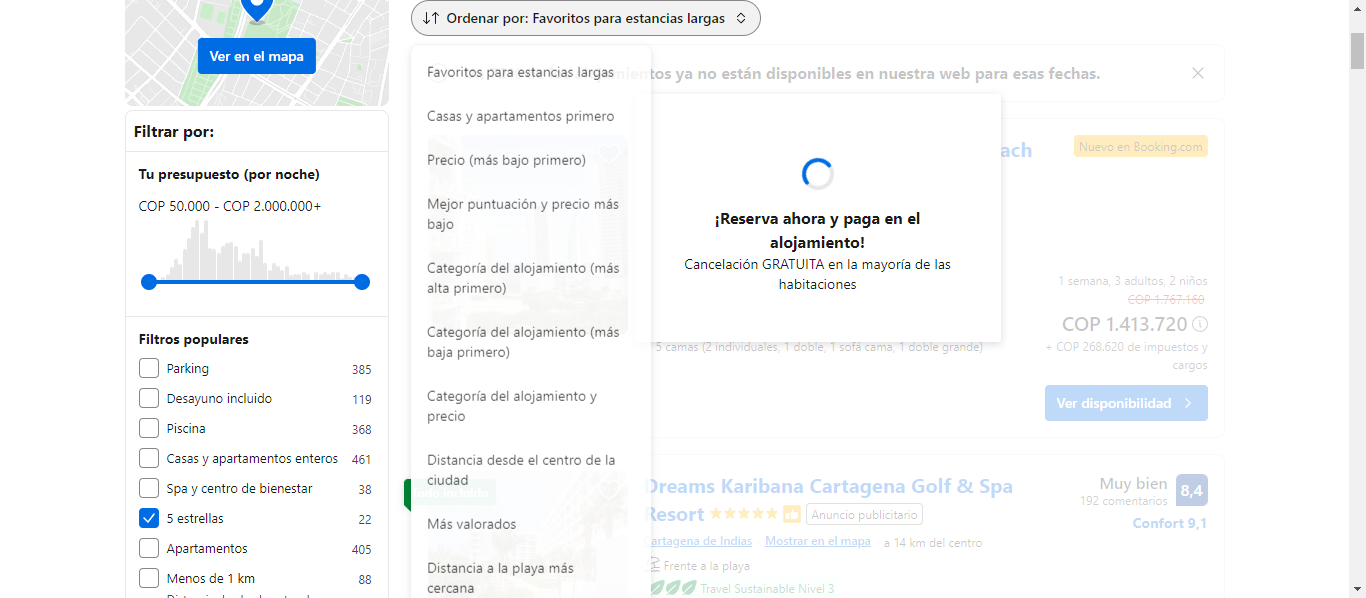 Ordenar por: Favoritos para estancias largas
Ver en el mapa
Filtrar por:
Tu presupuesto (por noche)
COP 50.000 - COP 2.000.000+
Filtros populares
Parking 385
Desayuno incluido 119
Piscina 368
Casas y apartamentos enteros 461
Spa y centro de bienestar 38
5 estrellas 22
Apartamentos 405
Menos de 1 km 88
Favoritos para estancias largas
Casas y apartamentos primero
Precio (más bajo primero)
Mejor puntuación y precio más
bajo
Categoría del alojamiento (más
alta primero)
Categoría del alojamiento (más
baja primero)
Categoría del alojamiento y
precio
Distancia desde el centro de la
ciudad
Más valorados
Distancia a la playa más
cercana
ya no están disponibles en nuestra web para esas fechas.
¡Reserva ahora y paga en el
alojamiento!
Cancelación GRATUITA en la mayoría de las
habitaciones
ach
Nuevo en Booking.com
1 semana, 3 adultos, 2 niños
COP 1.767.160
COP 1.413.720
+ COP 268.620 de impuestos y
cargos
5 camas (2 individuales, 1 doble, 1 sofá cama, 1 doble grande)
Ver disponibilidad
Dreams Karibana Cartagena Golf & Spa
Resort Anuncio publicitario
artagena de Indias Mostrar en el mapa a 14 km del centro
Frente a la playa
Travel Sustainable Nivel 3
Muy bien 8,4
192 comentarios
Confort 9,1